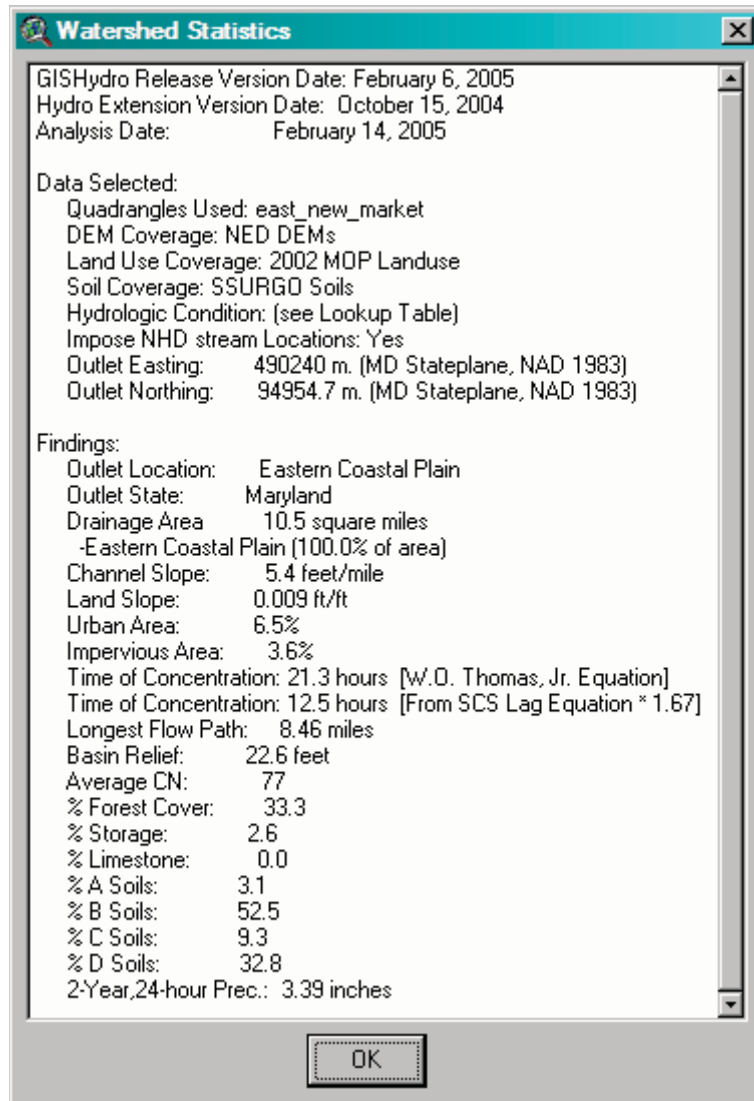 Watershed Statistics
GISHydro Release Version Date: February 6, 2005
Hydro Extension Version Date: October 15, 2004
Analysis Date: February 14, 2005
Data Selected:
Quadrangles Used: east_new_market
DEM Coverage: NED DEMs
Land Use Coverage: 2002 MOP Landuse
Soil Coverage: SSURGO Soils
Hydrologic Condition: (see Lookup Table)
Impose NHD stream Locations: Yes
Outlet Easting: 490240 m. (MD Stateplane, NAD 1983)
Outlet Northing: 94954.7 m. (MD Stateplane, NAD 1983)
Findings:
Outlet Location: Eastern Coastal Plain
Outlet State: Maryland
Drainage Area 10.5 square miles
-Eastern Coastal Plain (100.0% of area)
Channel Slope: 5.4 feet/mile
Land Slope: 0.009 ft/ft
Urban Area: 6.5%
Impervious Area: 3.6%
Time of Concentration: 21.3 hours [W.O. Thomas, Jr. Equation]
Time of Concentration: 12.5 hours [From SCS Lag Equation * 1.67]
Longest Flow Path: 8.46 miles
Basin Relief: 22.6 feet
Average CN: 77
% Forest Cover: 33.3
% Storage: 2.6
% Limestone: 0.0
% A Soils: 3.1
% B Soils: 52.5
% C Soils: 9.3
% D Soils: 32.8
2-Year,24-hour Prec.: 3.39 inches
OK